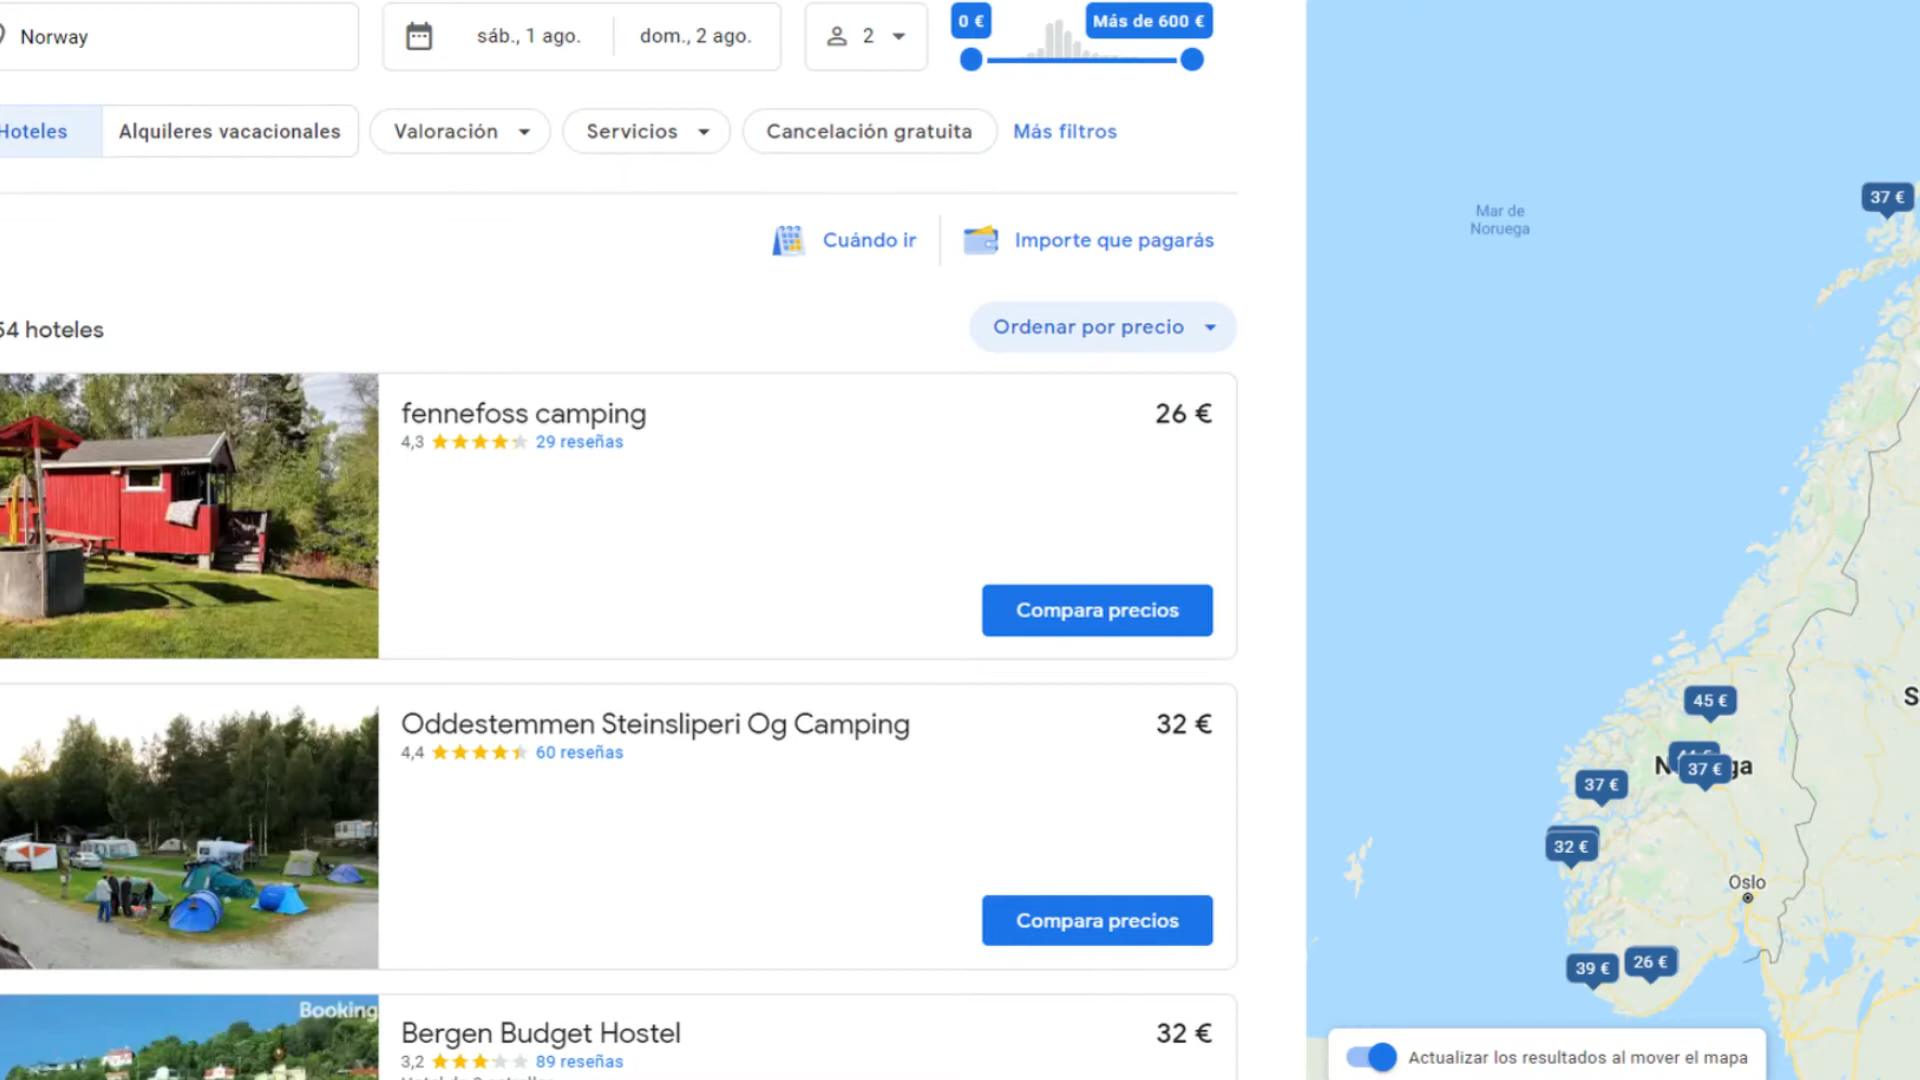 Norway
sáb., 1 ago.
dom., 2 ago.
2
0 €
Más de 600 €
Hoteles
Alquileres vacacionales
Valoración
Servicios
Cancelación gratuita
Más filtros
Cuándo ir
Importe que pagarás
54 hoteles
Ordenar por precio
fennefoss camping
26 €
4,3
29 reseñas
Compara precios
Oddestemmen Steinsliperi Og Camping
32 €
4,4
60 reseñas
Compara precios
Booking
Bergen Budget Hostel
32 €
3,2
89 reseñas
Mar de
Noruega
37 €
45 €
37 €
37 €
32 €
Oslo
39 €
26 €
S
Actualizar los resultados al mover el mapa